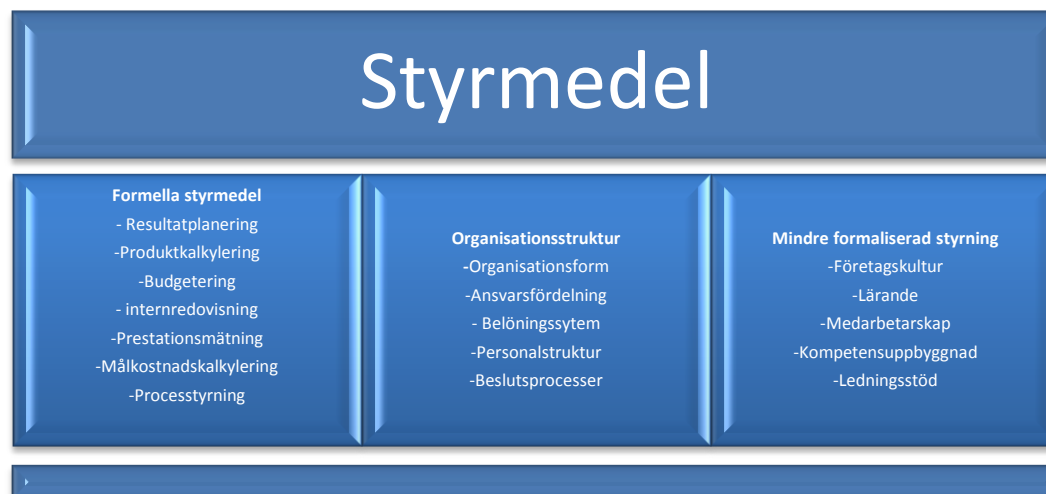 Styrmedel
Formella styrmedel
- Resultatplanering
-Produktkalkylering
-Budgetering
- internredovisning
-Prestationsmätning
-Målkostnadskalkylering
-Processtyrning
Organisationsstruktur
-Organisationsform
-Ansvarsfördelning
- Belöningssytem
-Personalstruktur
-Beslutsprocesser
Mindre formaliserad styrning
-Företagskultur
-Lärande
-Medarbetarskap
-Kompetensuppbyggnad
-Ledningsstöd